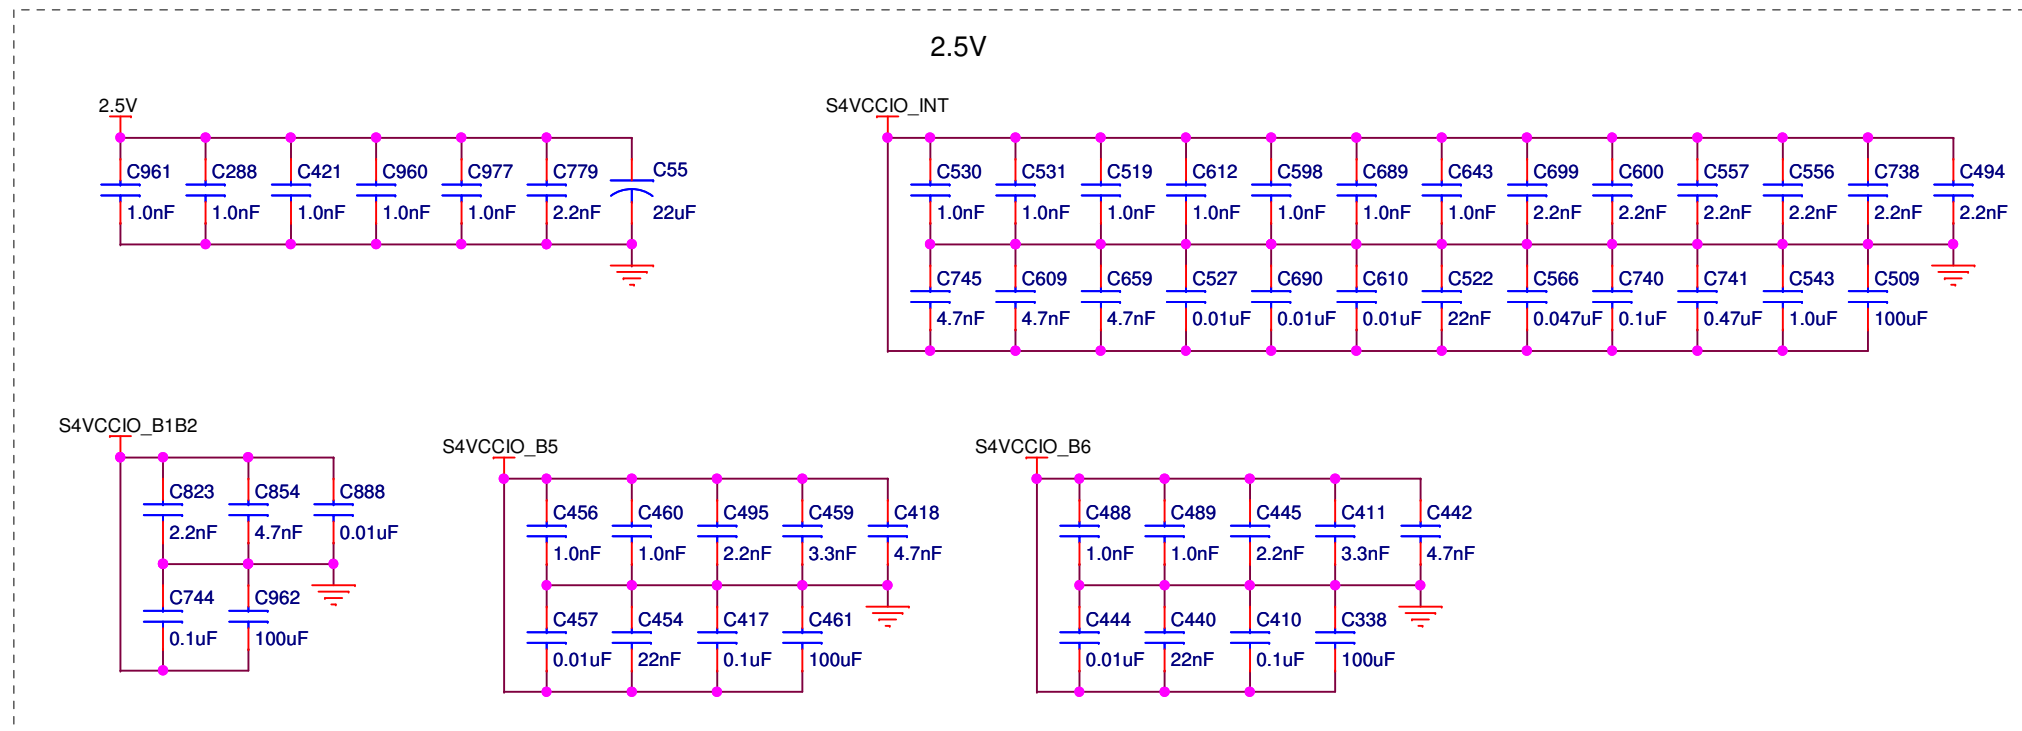 2.5V
2.5V
C961 C288 C421 C960 C977 C779 C55
1.0nF 1.0nF 1.0nF 1.0nF 1.0nF 2.2nF 22uF
S4VCCIO_INT
C530 C531 C519 C612 C598 C689 C643 C699 C600 C557 C556 C738 C494
1.0nF 1.0nF 1.0nF 1.0nF 1.0nF 1.0nF 1.0nF 2.2nF 2.2nF 2.2nF 2.2nF 2.2nF 2.2nF
C745 C609 C659 C527 C690 C610 C522 C566 C740 C741 C543 C509
4.7nF 4.7nF 4.7nF 0.01uF 0.01uF 0.01uF 22nF 0.047uF 0.1uF 0.47uF 1.0uF 100uF
S4VCCIO_B1B2
C823 C854 C888
2.2nF 4.7nF 0.01uF
C744 C962
0.1uF 100uF
S4VCCIO_B5
C456 C460 C495 C459 C418
1.0nF 1.0nF 2.2nF 3.3nF 4.7nF
C457 C454 C417 C461
0.01uF 22nF 0.1uF 100uF
S4VCCIO_B6
C488 C489 C445 C411 C442
1.0nF 1.0nF 2.2nF 3.3nF 4.7nF
C444 C440 C410 C338
0.01uF 22nF 0.1uF 100uF